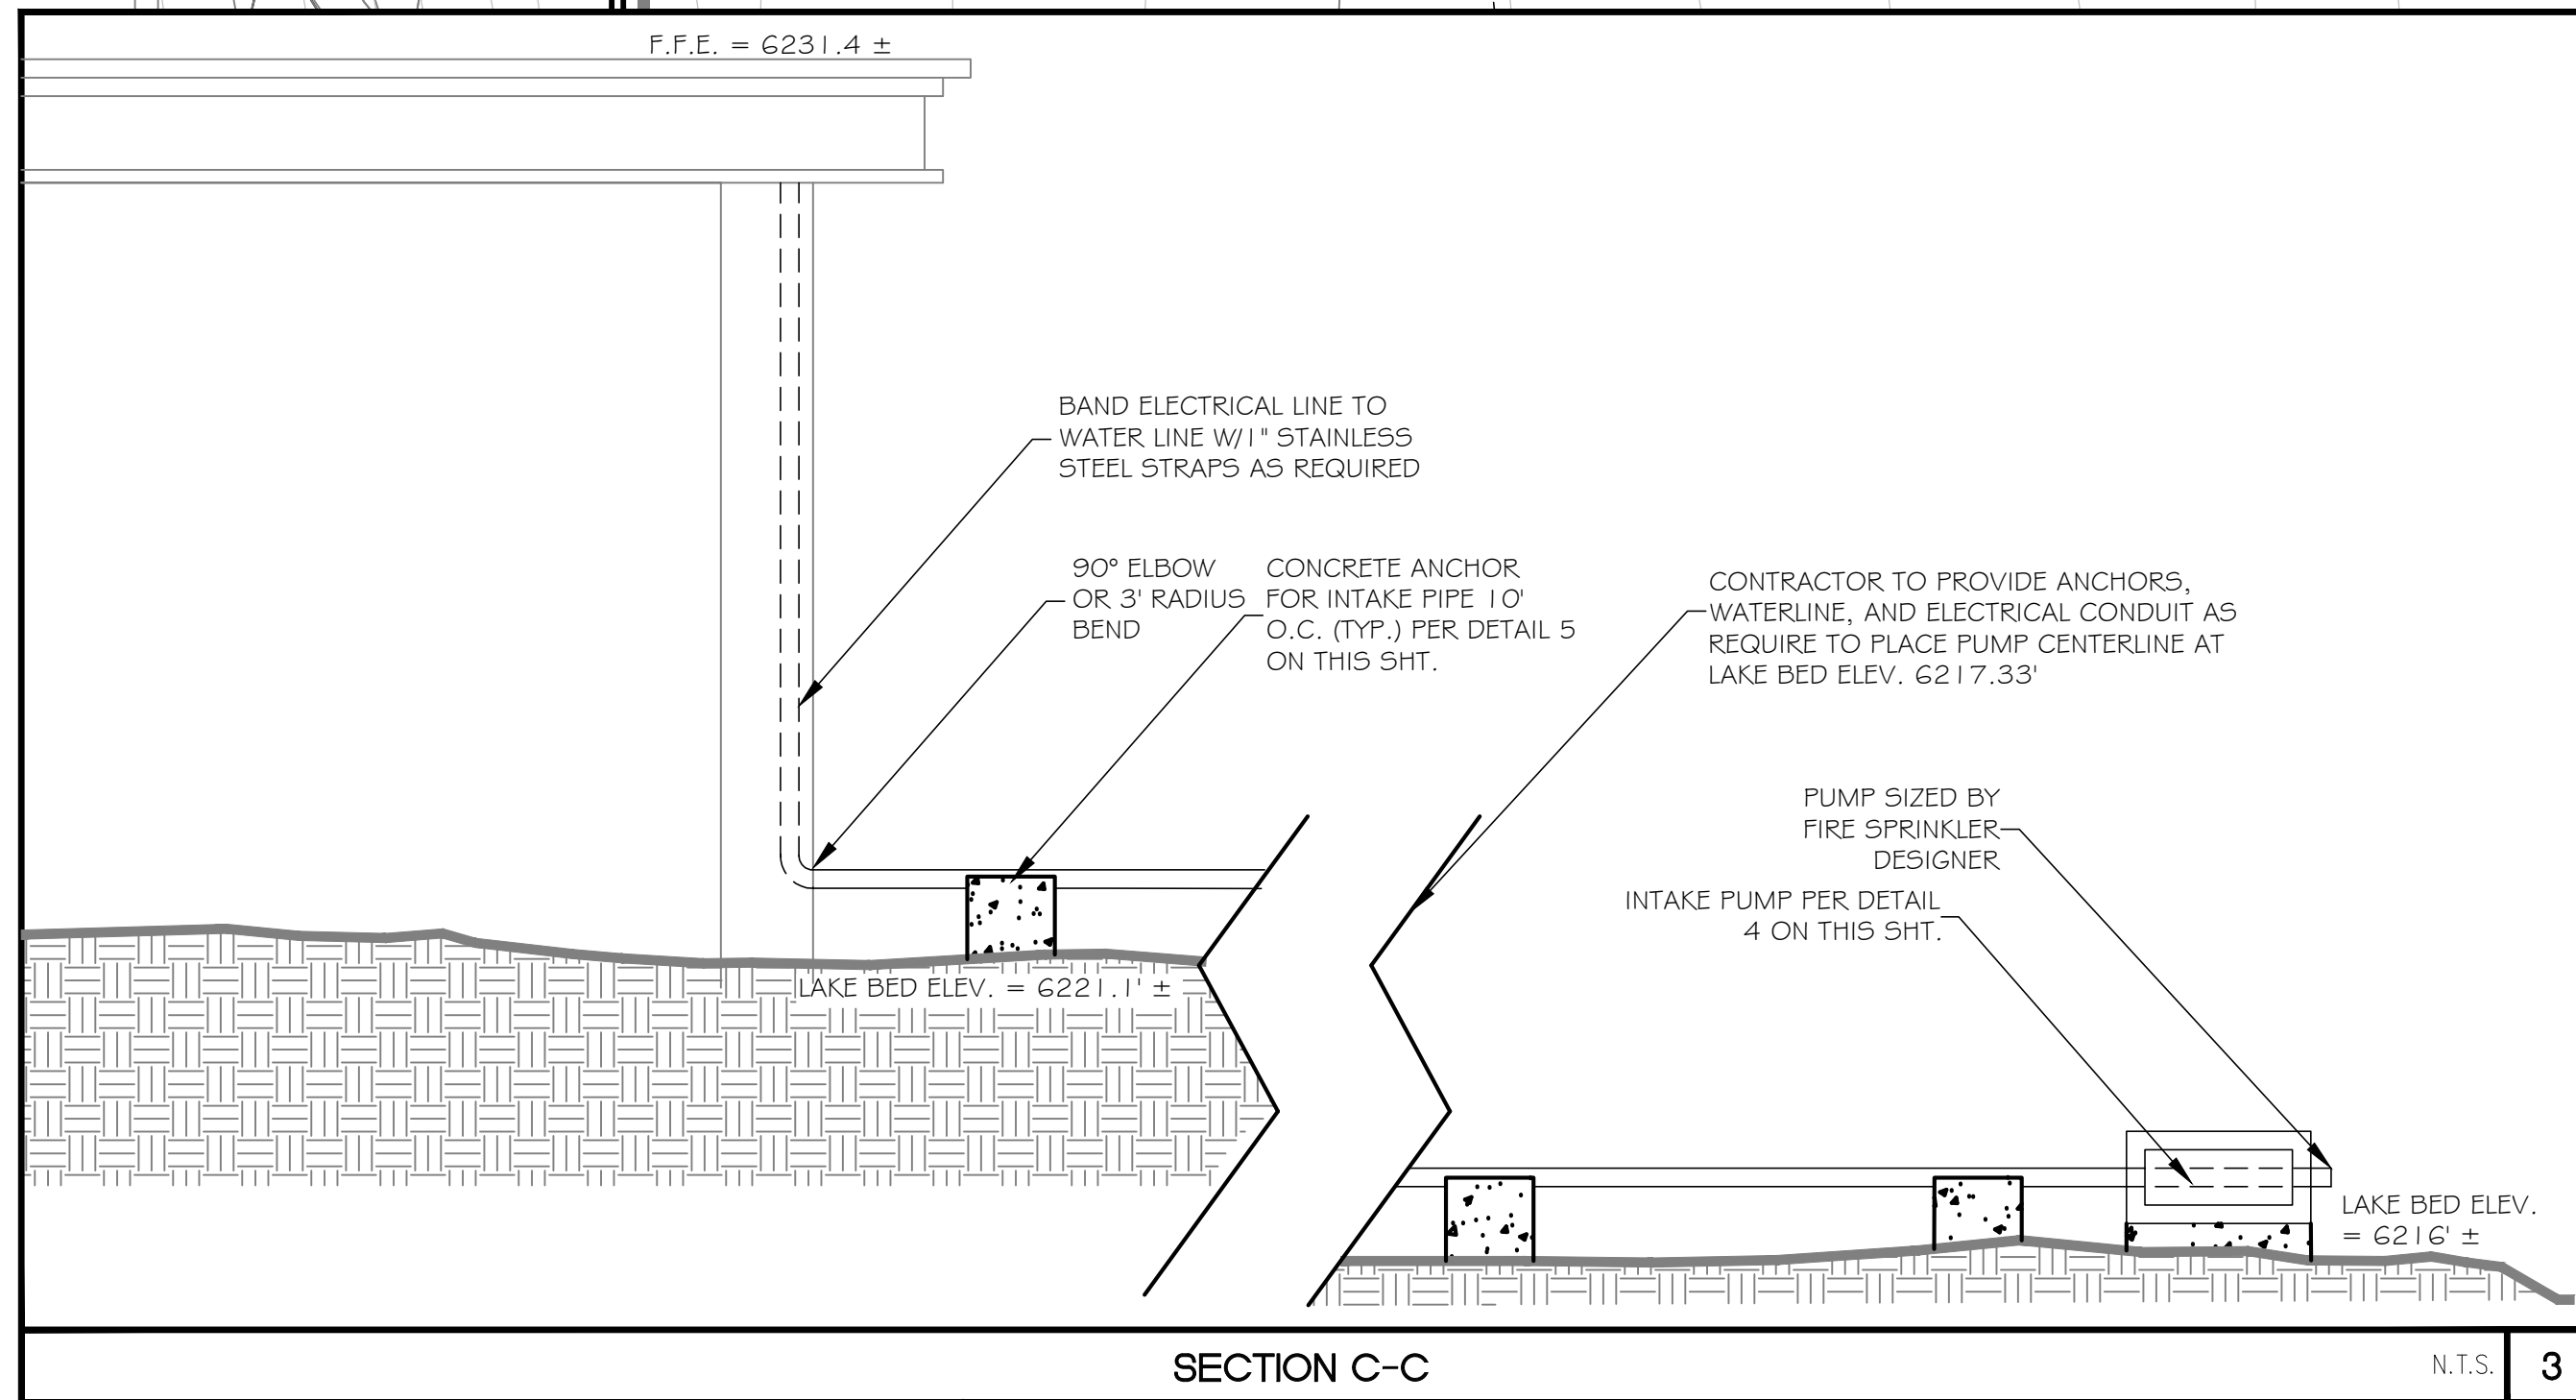 F.F.E. = 6231.4 ±
BAND ELECTRICAL LINE TO
WATER LINE W/1" STAINLESS
STEEL STRAPS AS REQUIRED
90° ELBOW
OR 3' RADIUS
BEND
CONCRETE ANCHOR
FOR INTAKE PIPE 10'
O.C. (TYP.) PER DETAIL 5
ON THIS SHT.
CONTRACTOR TO PROVIDE ANCHORS,
WATERLINE, AND ELECTRICAL CONDUIT AS
REQUIRE TO PLACE PUMP CENTERLINE AT
LAKE BED ELEV. 6217.33'
PUMP SIZED BY
FIRE SPRINKLER
DESIGNER
INTAKE PUMP PER DETAIL
4 ON THIS SHT.
LAKE BED ELEV. = 6221.1' ±
LAKE BED ELEV.
= 6216' ±
SECTION C-C
N.T.S.
3